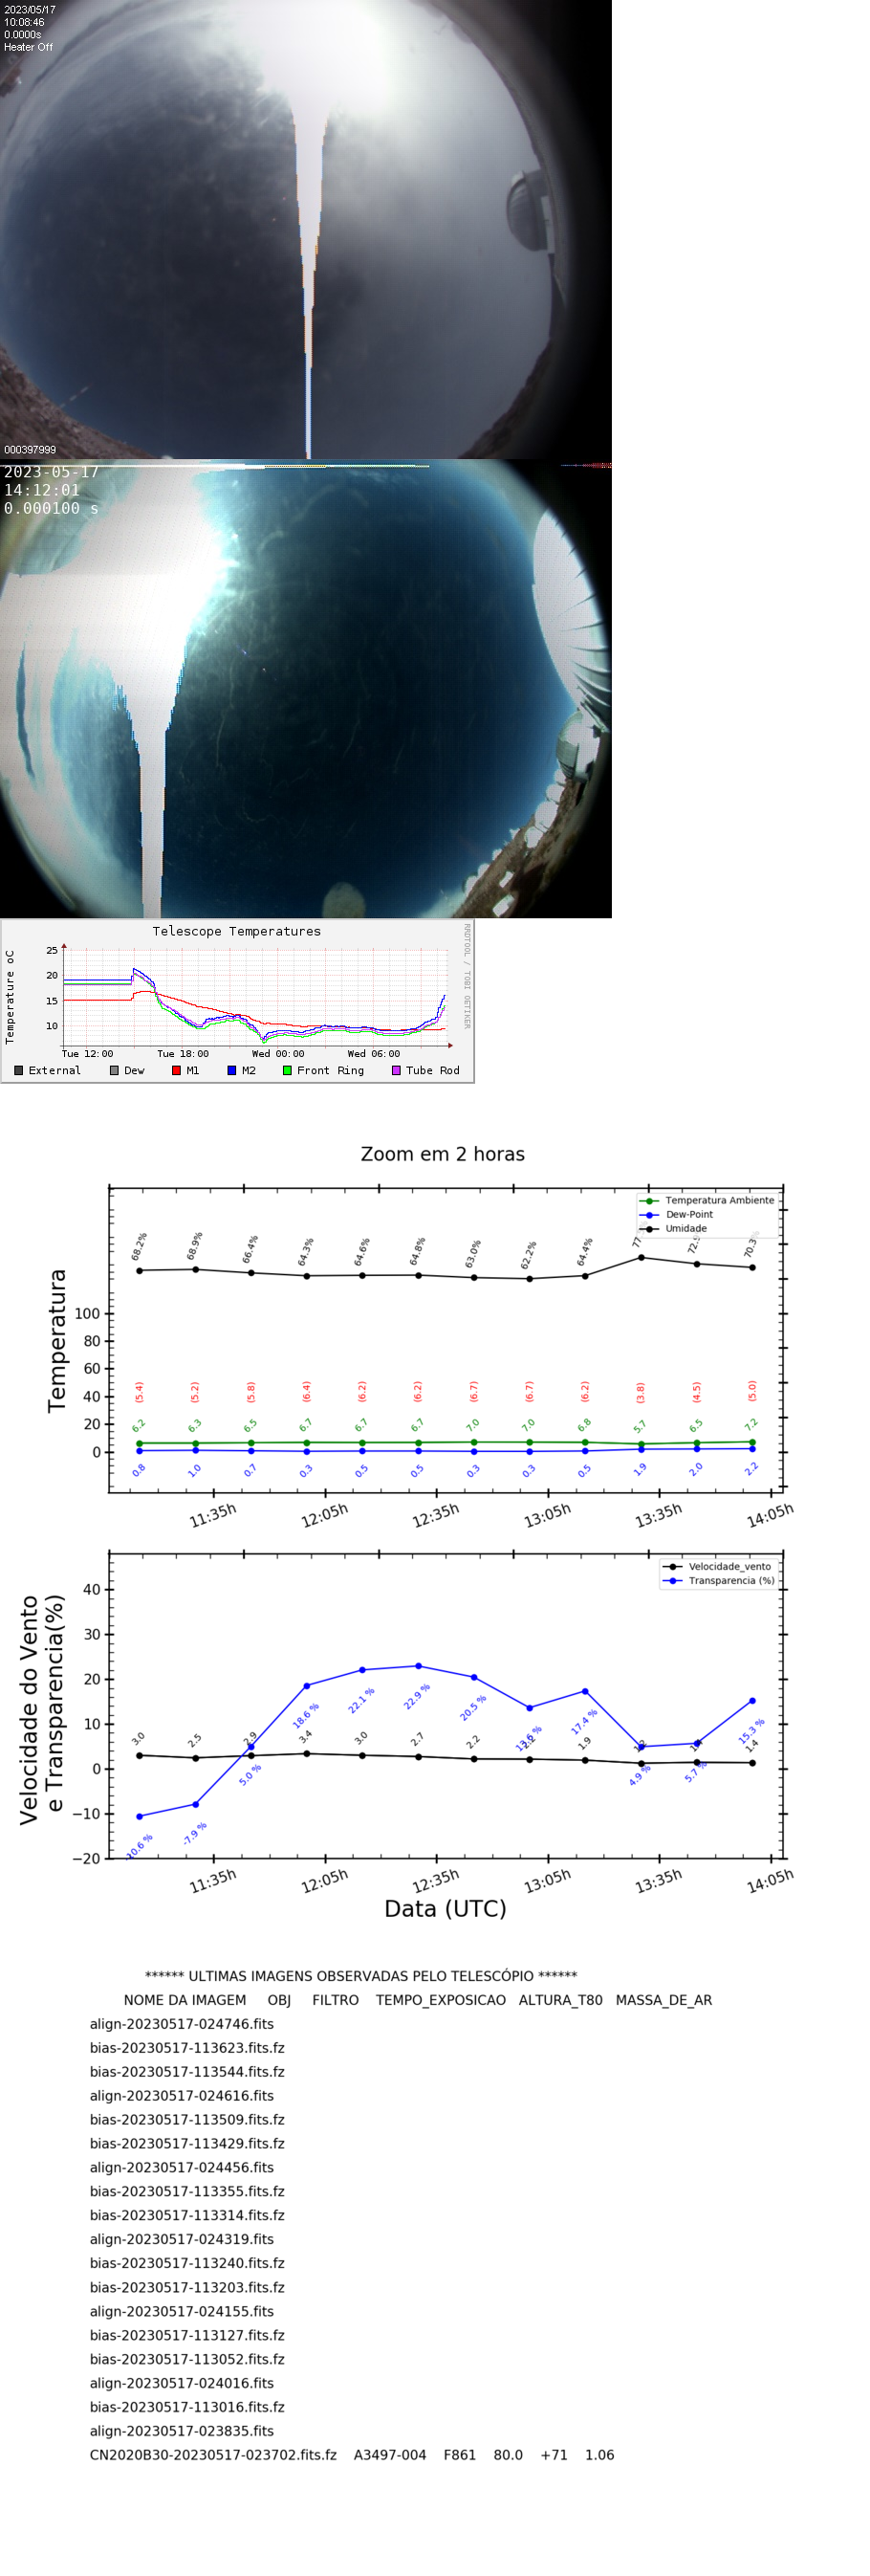 2023/05/17
10:08:46
0.0000s
Heater Off
000397999
2023-05-17
14:12:01
0.000100 s
Telescope Temperatures
RRDTOOL / TOBI OETIKER
Temperature oC
25
20
15
10
Tue 12:00 Tue 18:00 Wed 00:00 Wed 06:00
External Dew M1 M2 Front Ring Tube Rod
Zoom em 2 horas
Temperatura Ambiente
Dew-Point
Umidade
68.2% 68.9% 66.4% 64.3% 64.6% 64.8% 63.0% 62.2% 64.4% 70.3%
Temperatura
100
80
60
40
20
0
(5.4) (5.2) (5.8) (6.4) (6.2) (6.2) (6.7) (6.7) (6.2) (3.8) (4.5) (5.0)
6.2 6.3 6.5 6.7 6.7 6.7 7.0 7.0 6.8 5.7 6.5 7.2
0.8 1.0 0.7 0.3 0.5 0.5 0.3 0.3 0.5 1.9 2.0 2.2
11:35h 12:05h 12:35h 13:05h 13:35h 14:05h
Velocidade_vento
Transparencia (%)
Velocidade do Vento
e Transparencia(%)
40
30
20
10
0
−10
−20
3.0 2.5 2.9 3.4 3.0 2.7 2.2 1.9 1.4
-10.6 % -7.9 % 5.0 % 18.6 % 22.1 % 22.9 % 20.5 % 13.6 % 17.4 % 4.9 % 5.7 % 15.3 %
11:35h 12:05h 12:35h 13:05h 13:35h 14:05h
Data (UTC)
****** ULTIMAS IMAGENS OBSERVADAS PELO TELESCÓPIO ******
NOME DA IMAGEM OBJ FILTRO TEMPO_EXPOSICAO ALTURA_T80 MASSA_DE_AR
align-20230517-024746.fits
bias-20230517-113623.fits.fz
bias-20230517-113544.fits.fz
align-20230517-024616.fits
bias-20230517-113509.fits.fz
bias-20230517-113429.fits.fz
align-20230517-024456.fits
bias-20230517-113355.fits.fz
bias-20230517-113314.fits.fz
align-20230517-024319.fits
bias-20230517-113240.fits.fz
bias-20230517-113203.fits.fz
align-20230517-024155.fits
bias-20230517-113127.fits.fz
bias-20230517-113052.fits.fz
align-20230517-024016.fits
bias-20230517-113016.fits.fz
align-20230517-023835.fits
CN2020B30-20230517-023702.fits.fz A3497-004 F861 80.0 +71 1.06